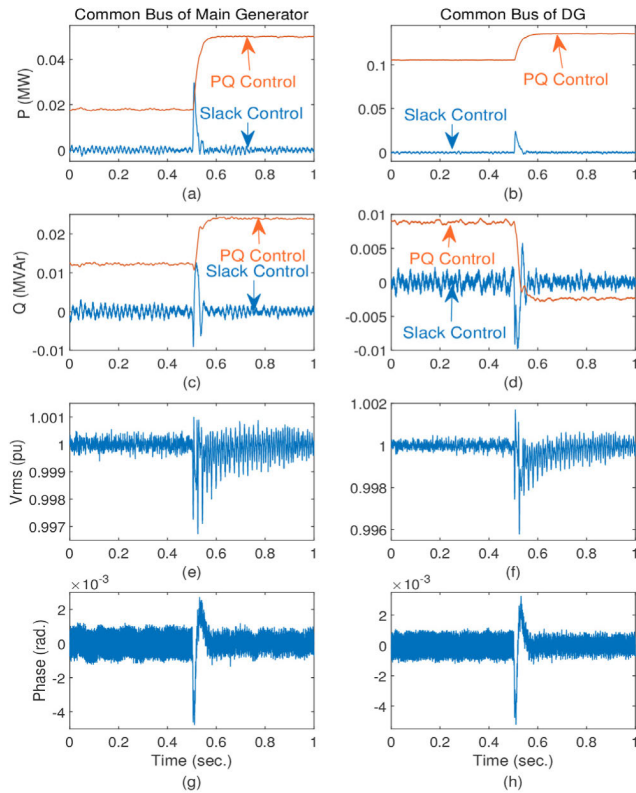 Common Bus of Main Generator
Common Bus of DG
P (MW)
0.04
0.02
0
PQ Control
Slack Control
0 0.2 0.4 0.6 0.8 1
(a)
0.1
0.05
0
PQ Control
Slack Control
0 0.2 0.4 0.6 0.8 1
(b)
Q (MVAr)
0.02
0.01
0
-0.01
PQ Control
Slack Control
0 0.2 0.4 0.6 0.8 1
(c)
0.01
0.005
0
-0.005
-0.01
PQ Control
Slack Control
0 0.2 0.4 0.6 0.8 1
(d)
Vrms (pu)
1.001
1
0.999
0.998
0.997
0 0.2 0.4 0.6 0.8 1
(e)
1.002
1
0.998
0.996
0 0.2 0.4 0.6 0.8 1
(f)
×10⁻³
Phase (rad.)
2
0
-2
-4
0 0.2 0.4 0.6 0.8 1
Time (sec.)
(g)
×10⁻³
2
0
-2
-4
0 0.2 0.4 0.6 0.8 1
Time (sec.)
(h)